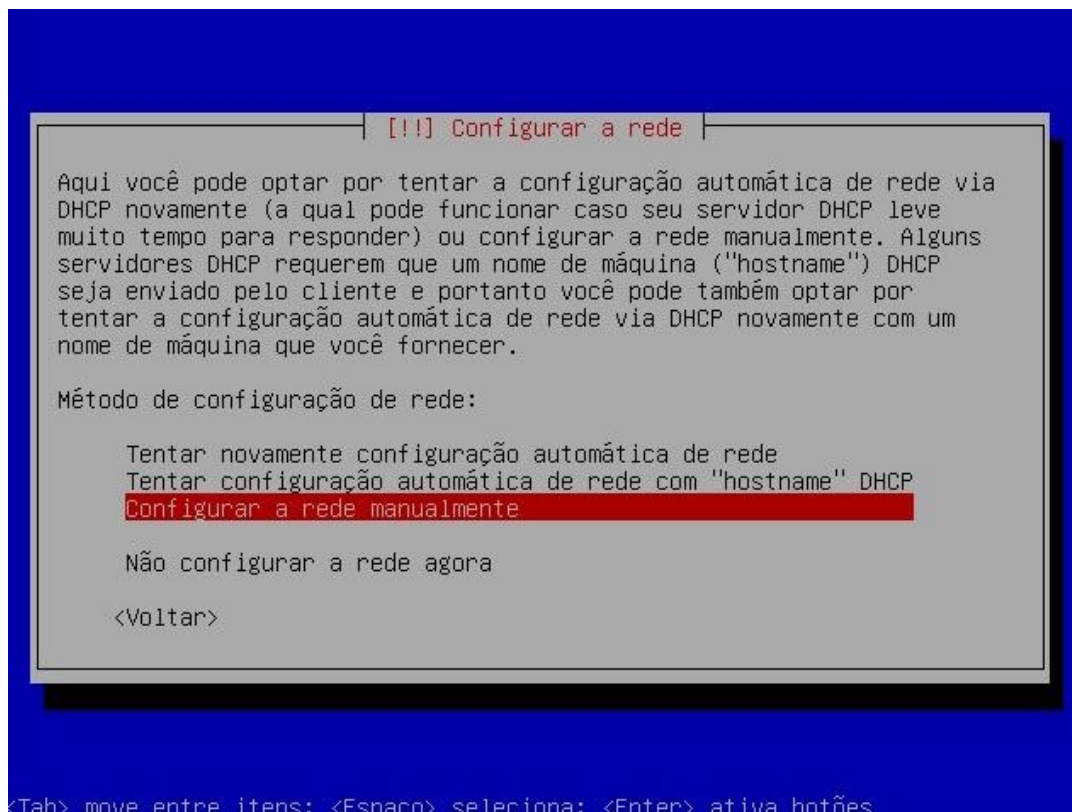 [!!] Configurar a rede
Aqui você pode optar por tentar a configuração automática de rede via
DHCP novamente (a qual pode funcionar caso seu servidor DHCP leve
muito tempo para responder) ou configurar a rede manualmente. Alguns
servidores DHCP requerem que um nome de máquina ("hostname") DHCP
seja enviado pelo cliente e portanto você pode também optar por
tentar a configuração automática de rede via DHCP novamente com um
nome de máquina que você fornecer.
Método de configuração de rede:
Tentar novamente configuração automática de rede
Tentar configuração automática de rede com "hostname" DHCP
Configurar a rede manualmente
Não configurar a rede agora
<Voltar>
<Tab> move entre itens; <Espaço> seleciona; <Enter> ativa botões